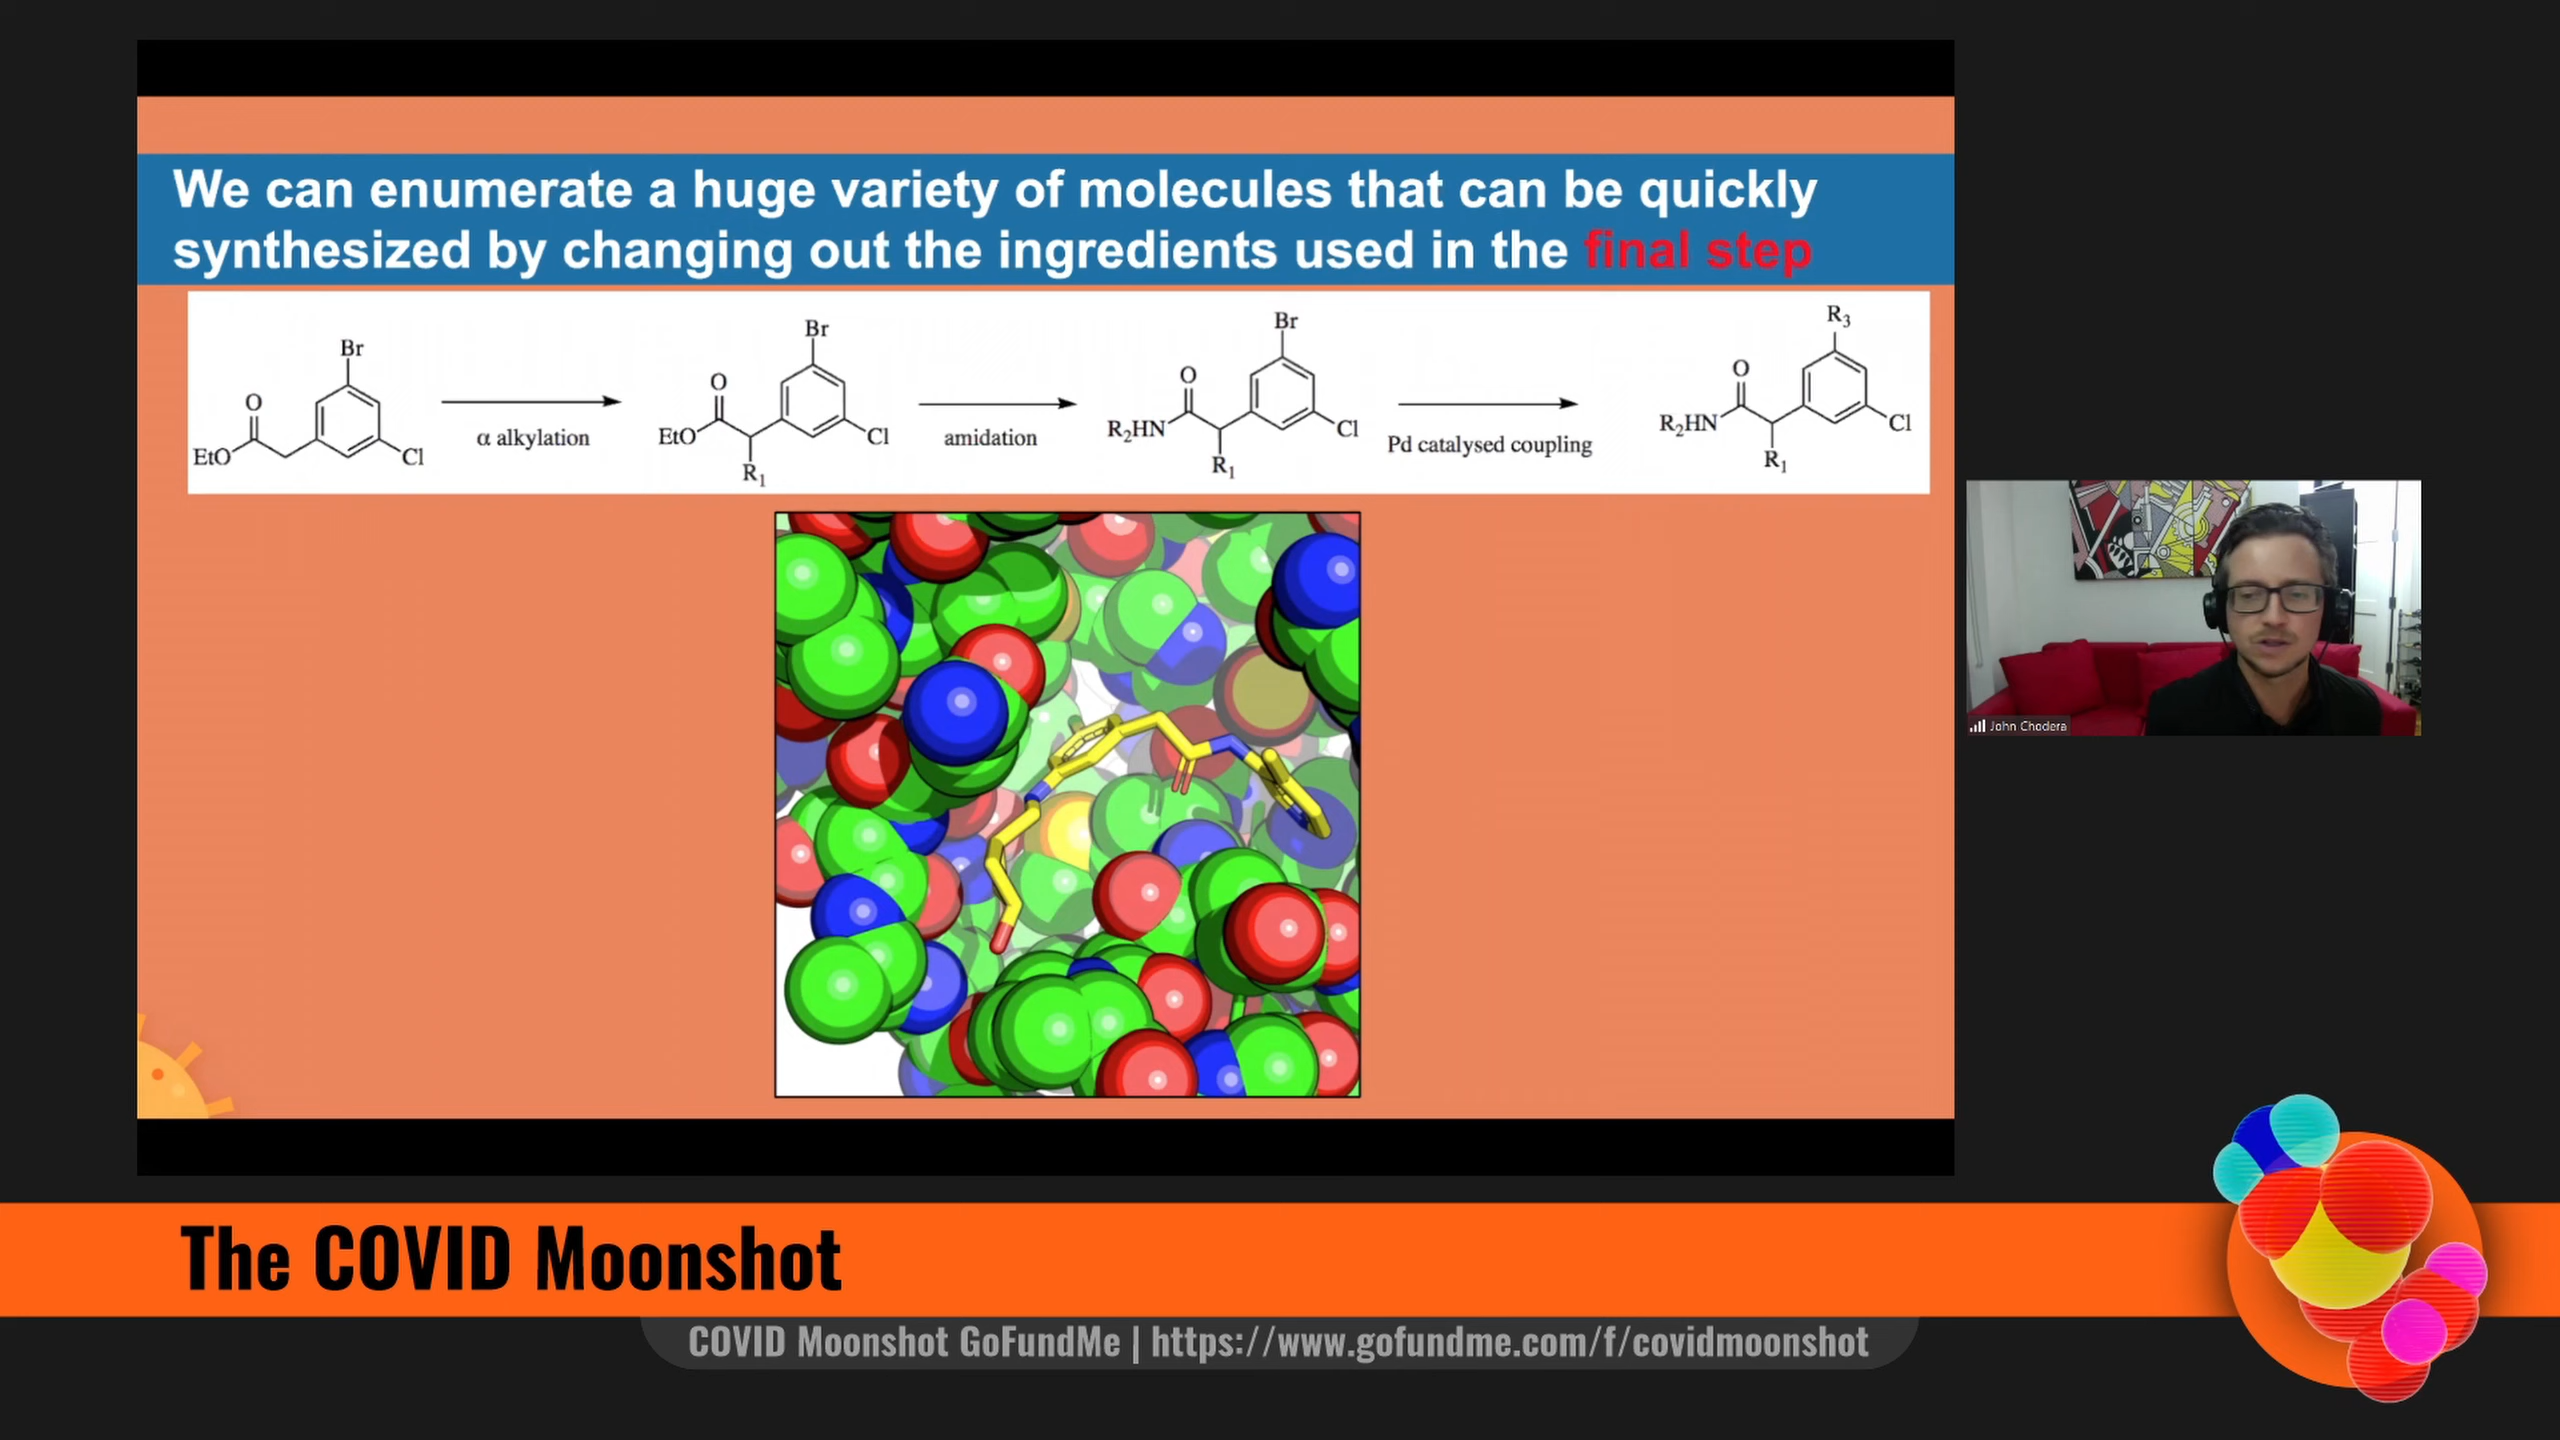 We can enumerate a huge variety of molecules that can be quickly
synthesized by changing out the ingredients used in the final step
Br
O
EtO
Cl
α alkylation
Br
O
EtO
Cl
R₁
amidation
Br
O
R₂HN
Cl
R₁
Pd catalysed coupling
R₃
O
R₂HN
Cl
R₁
John Chodera
The COVID Moonshot
COVID Moonshot GoFundMe | https://www.gofundme.com/f/covidmoonshot